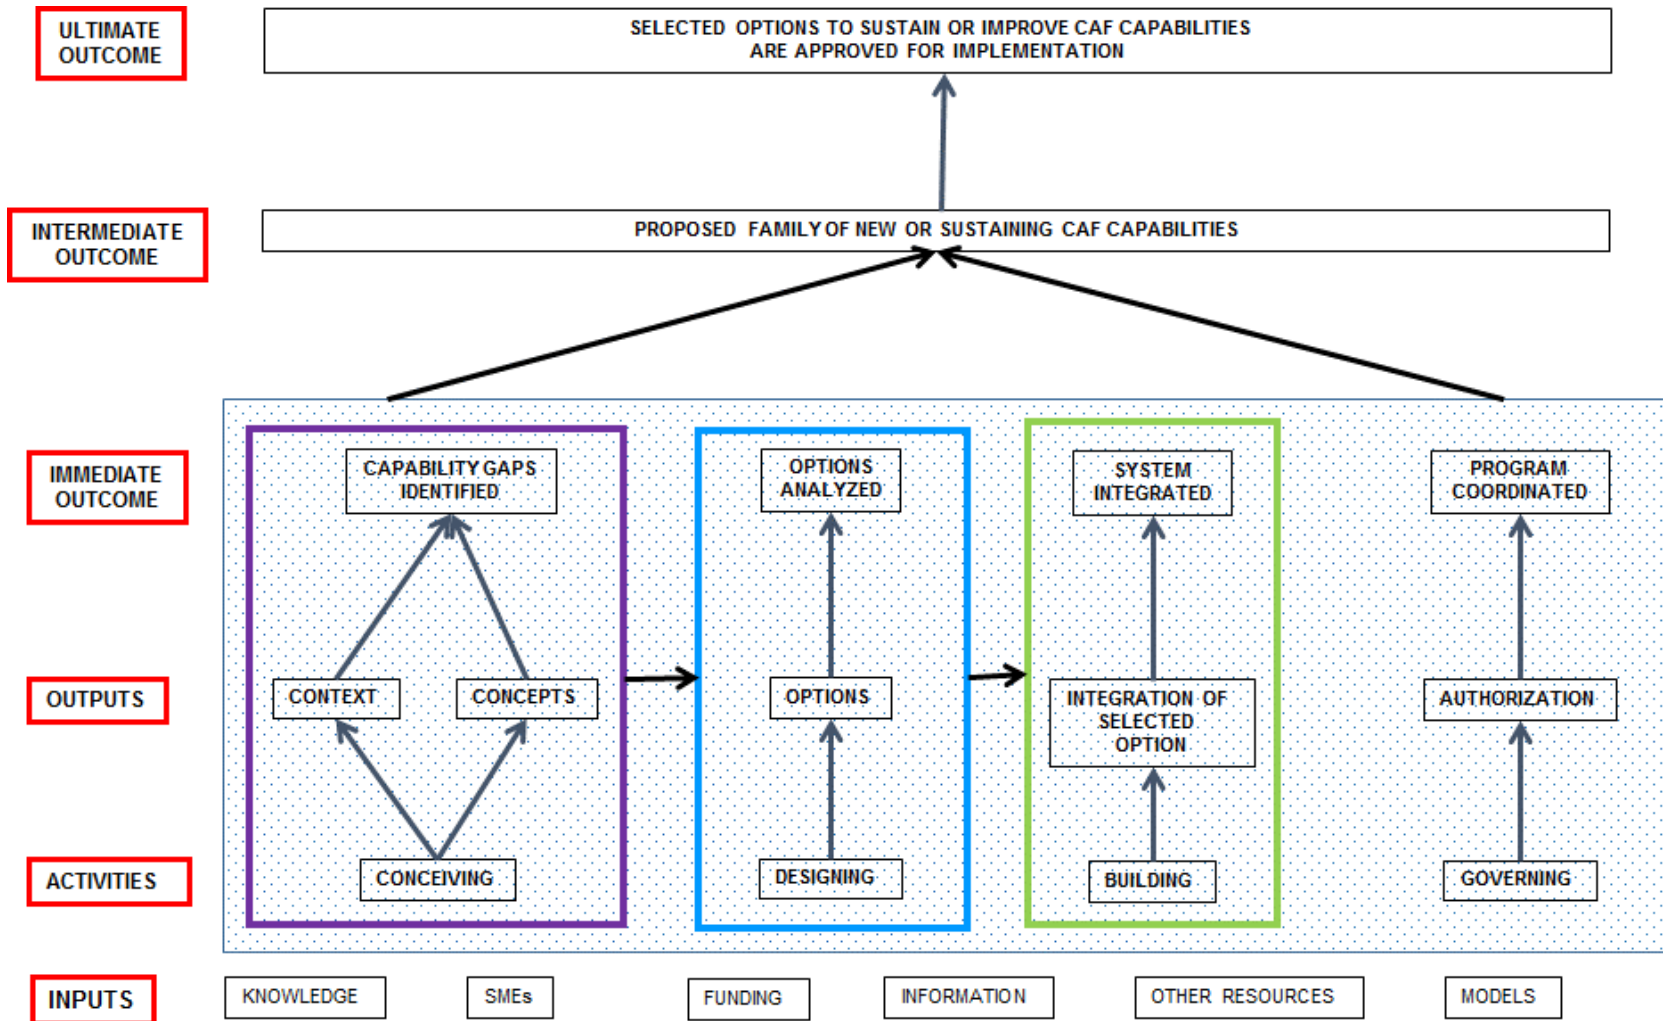 ULTIMATE
OUTCOME
SELECTED OPTIONS TO SUSTAIN OR IMPROVE CAF CAPABILITIES
ARE APPROVED FOR IMPLEMENTATION
INTERMEDIATE
OUTCOME
PROPOSED FAMILY OF NEW OR SUSTAINING CAF CAPABILITIES
IMMEDIATE
OUTCOME
CAPABILITY GAPS
IDENTIFIED
OPTIONS
ANALYZED
SYSTEM
INTEGRATED
PROGRAM
COORDINATED
OUTPUTS
CONTEXT
CONCEPTS
OPTIONS
INTEGRATION OF
SELECTED
OPTION
AUTHORIZATION
ACTIVITIES
CONCEIVING
DESIGNING
BUILDING
GOVERNING
INPUTS
KNOWLEDGE
SMEs
FUNDING
INFORMATION
OTHER RESOURCES
MODELS